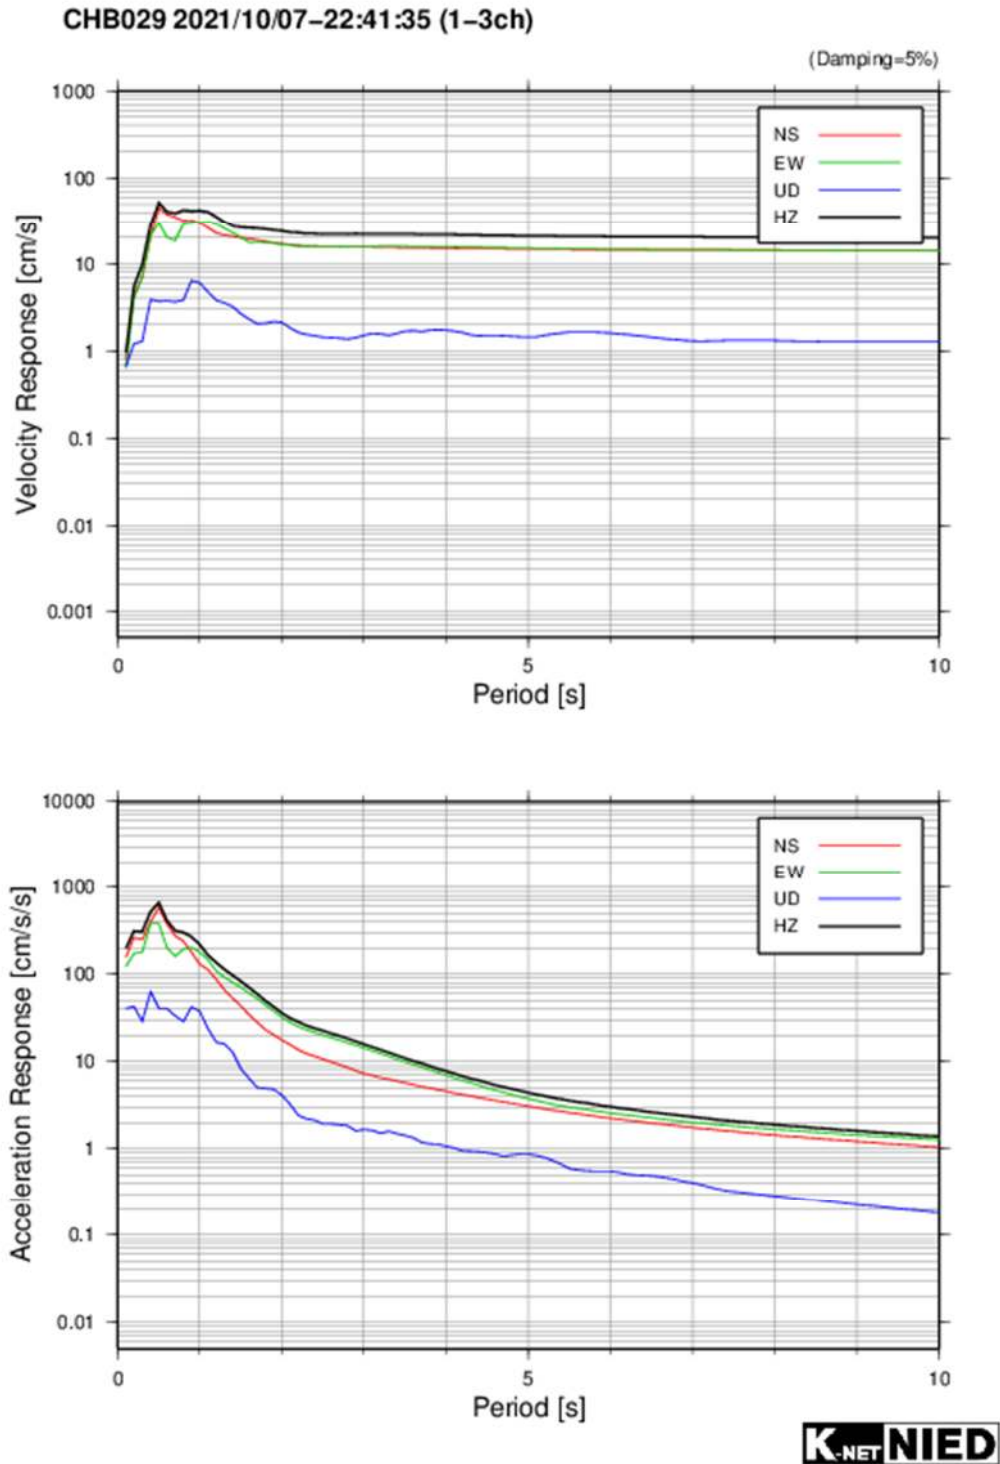 CHB029 2021/10/07-22:41:35 (1-3ch)
(Damping=5%)
1000
100
10
1
0.1
0.01
0.001
Velocity Response [cm/s]
NS
EW
UD
HZ
0 5 10
Period [s]
10000
1000
100
10
1
0.1
0.01
Acceleration Response [cm/s/s]
NS
EW
UD
HZ
0 5 10
Period [s]
K-NET NIED